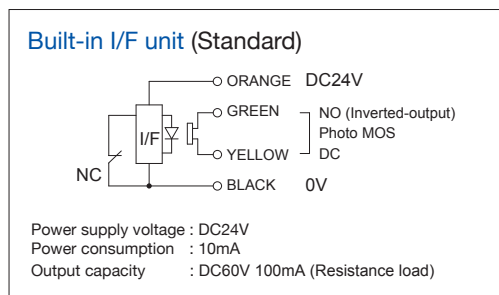 Built-in I/F unit (Standard)
ORANGE DC24V
GREEN NO (Inverted-output)
I/F Photo MOS
YELLOW DC
NC
BLACK 0V
Power supply voltage : DC24V
Power consumption : 10mA
Output capacity : DC60V 100mA (Resistance load)